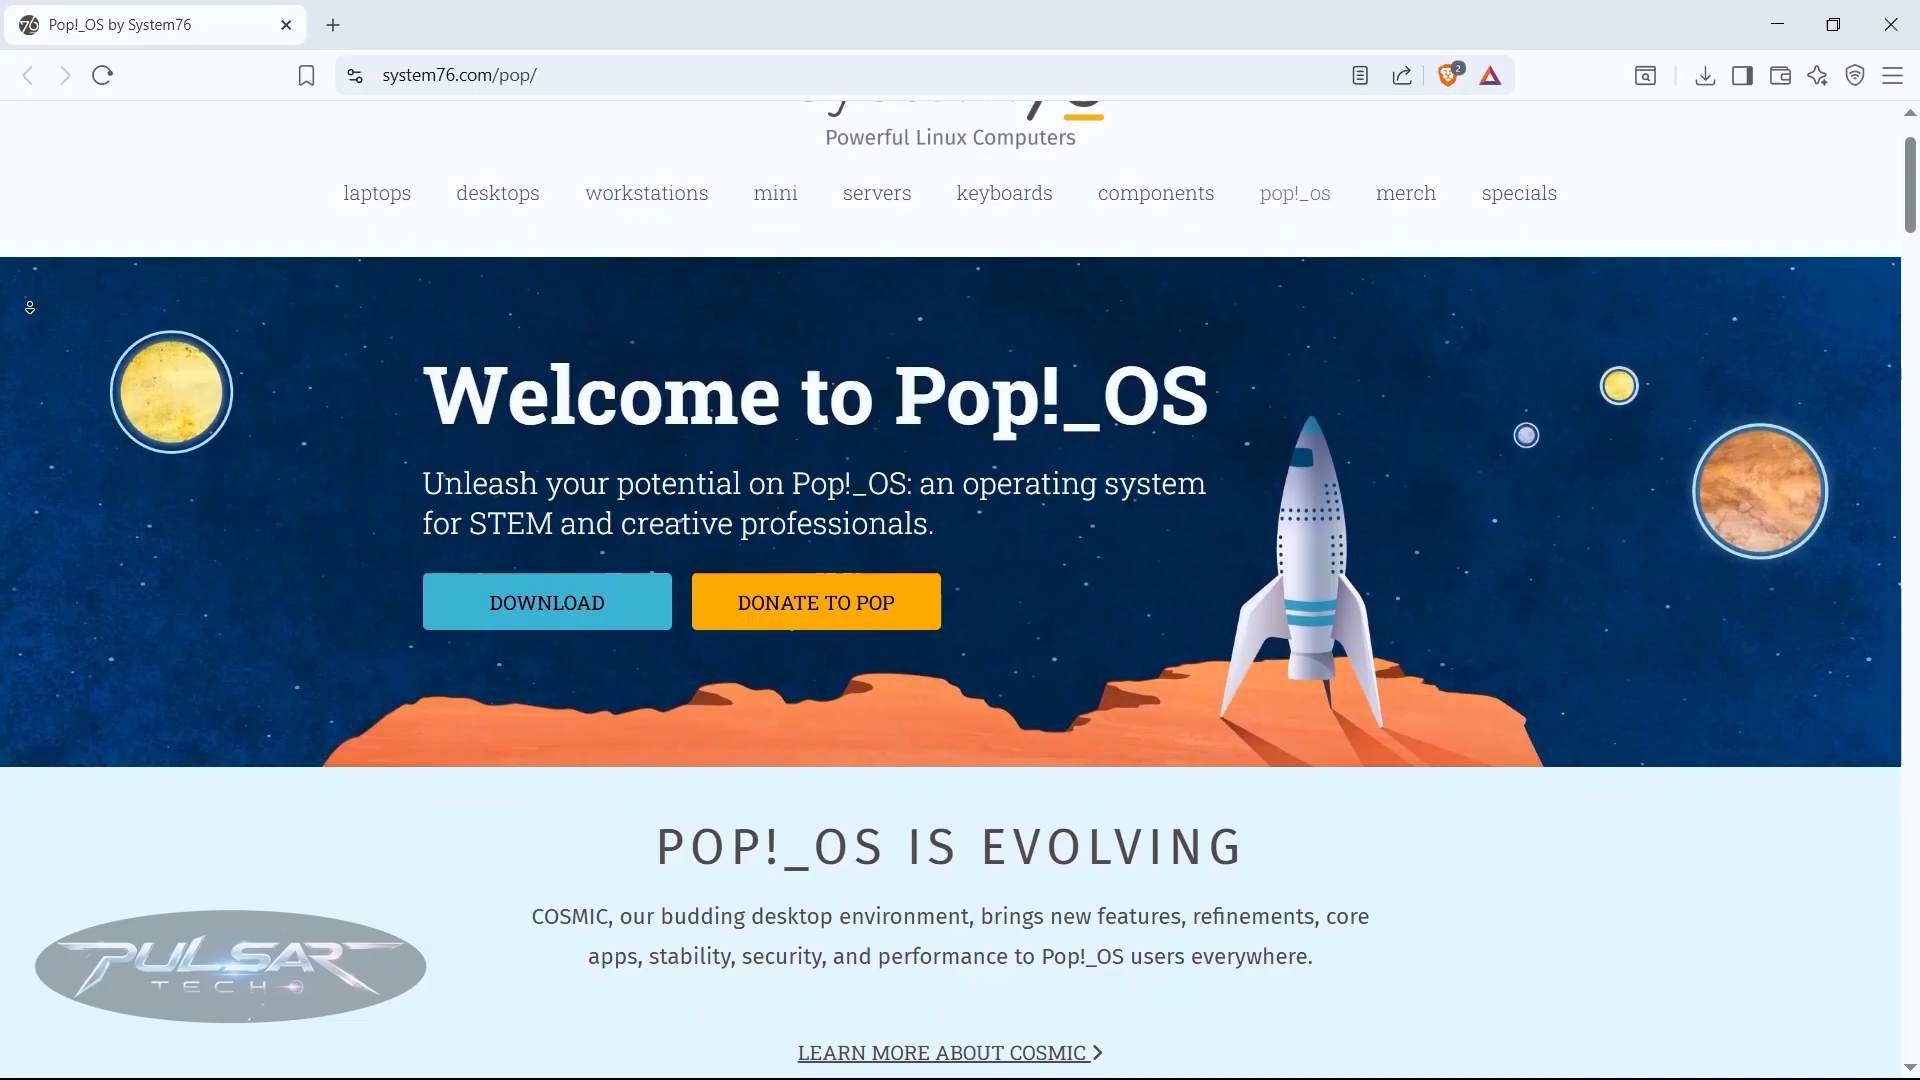 Pop!_OS by System76
system76.com/pop/
2
Powerful Linux Computers
laptops desktops workstations mini servers keyboards components pop!_os merch specials
Welcome to Pop!_OS
Unleash your potential on Pop!_OS: an operating system
for STEM and creative professionals.
DOWNLOAD DONATE TO POP
POP!_OS IS EVOLVING
COSMIC, our budding desktop environment, brings new features, refinements, core
apps, stability, security, and performance to Pop!_OS users everywhere.
PULSAR
TECH
LEARN MORE ABOUT COSMIC